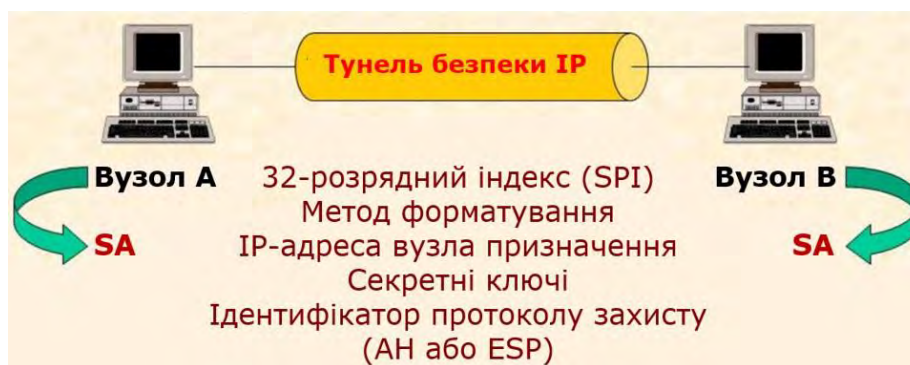 Тунель безпеки IP
Вузол A
32-розрядний індекс (SPI)
Вузол B
Метод форматування
SA
IP-адреса вузла призначення
SA
Секретні ключі
Ідентифікатор протоколу захисту
(AH або ESP)